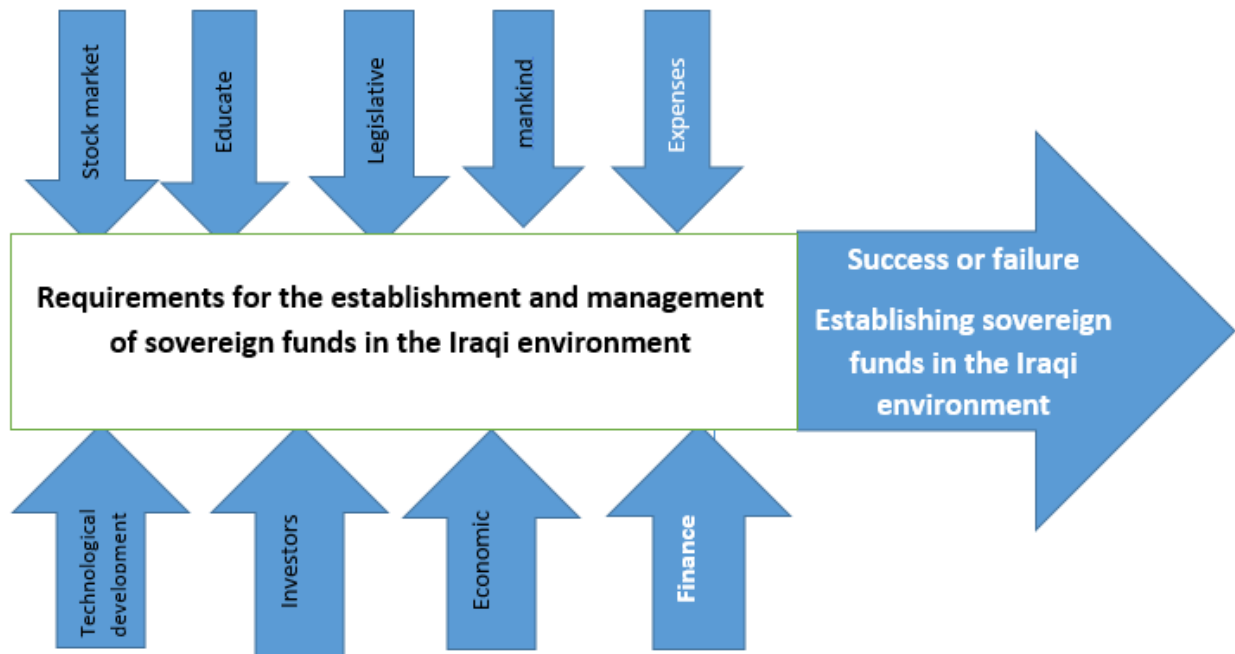 Stock market
Educate
Legislative
mankind
Expenses
Requirements for the establishment and management
of sovereign funds in the Iraqi environment
Success or failure
Establishing sovereign
funds in the Iraqi
environment
Technological
development
Investors
Economic
Finance